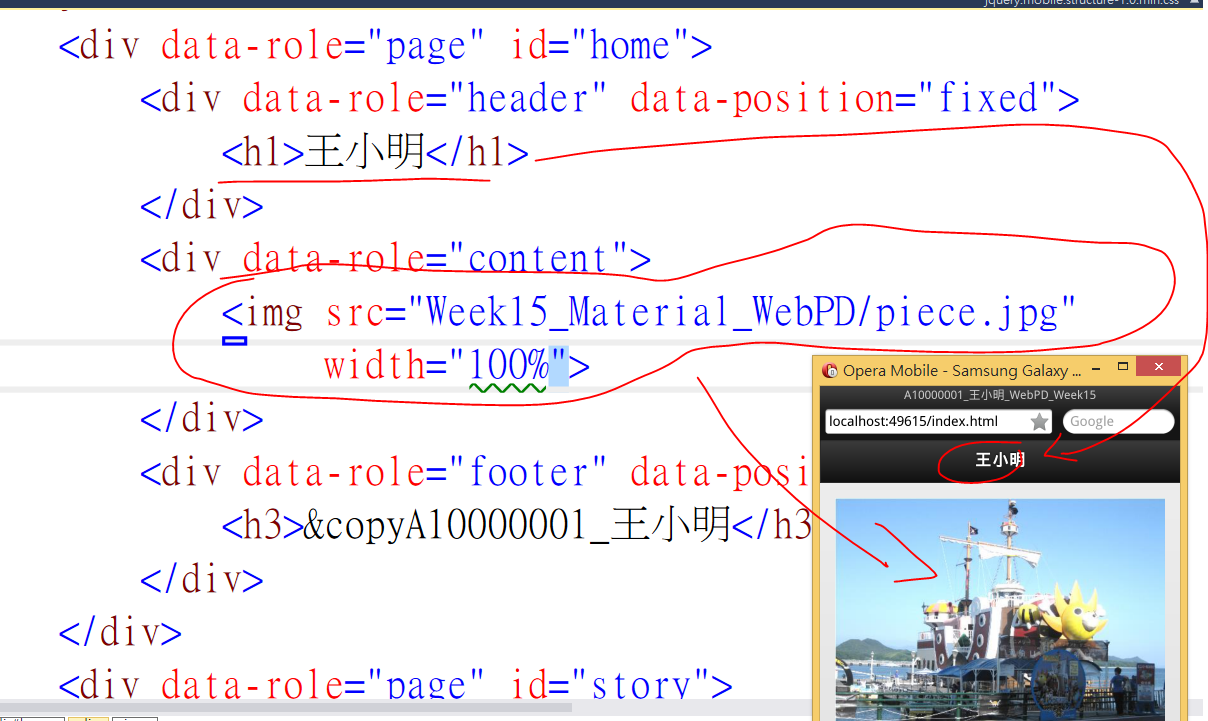 jquery.mobile.structure-1.0.min.css
<div data-role="page" id="home">
<div data-role="header" data-position="fixed">
<h1>王小明</h1>
</div>
<div data-role="content">
<img src="Week15_Material_WebPD/piece.jpg"
width="100%">
</div>
<div data-role="footer" data-posi
<h3>&copyA10000001_王小明</h3
</div>
</div>
<div data-role="page" id="story">
Opera Mobile - Samsung Galaxy ...
A10000001_王小明_WebPD_Week15
localhost:49615/index.html
Google
王小明